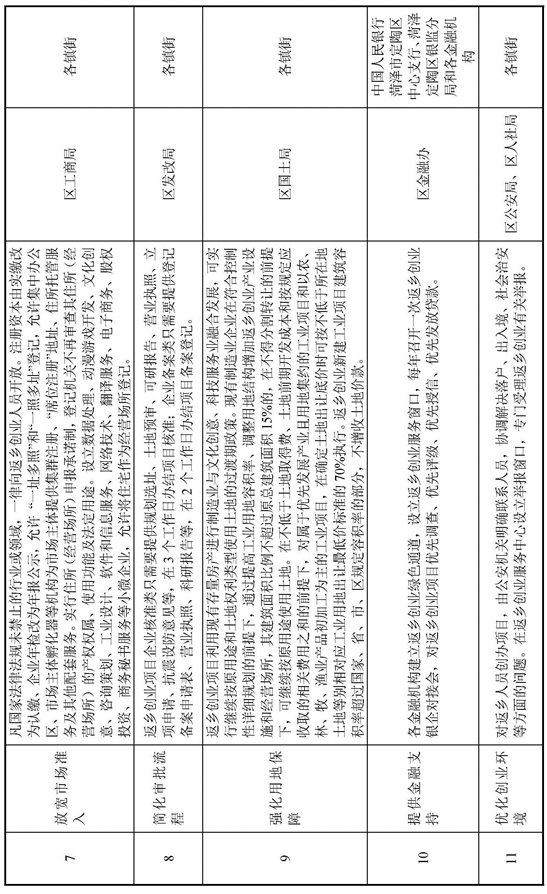 7
放宽市场准
入
凡国家法律法规未禁止的行业或领域，一律向返乡创业人员开放。注册资本由实缴改
为认缴、企业年检改为年报公示，允许“一址多照”和“一照多址”登记，允许集中办公
区、市场主体孵化器等机构为市场主体提供集群注册、“席位注册”地址、住所托管服
务及其他配套服务。实行住所（经营场所）申报承诺制，登记机关不再审查其住所（经
营场所）的产权权属、使用功能及法定用途。设立数据处理、动漫游戏开发、文化创
意、咨询策划、工业设计、软件和信息服务、网络技术、翻译服务、电子商务、股权
投资、商务秘书服务等小微企业，允许将住宅作为经营场所登记。
区工商局
各镇街
8
简化审批流
程
返乡创业项目企业核准类只需要提供规划选址、土地预审、可研报告、营业执照、立
项申请、抗震设防意见等，在 3 个工作日办结项目核准；企业备案类只需要提供登记
备案申请表、营业执照、科研报告等，在 2 个工作日办结项目备案登记。
区发改局
各镇街
9
强化用地保
障
返乡创业项目利用现有存量房产进行制造业与文化创意、科技服务业融合发展，可实
行继续按原用途和土地权利类型使用土地的过渡期政策。现有制造业企业在符合控制
性详细规划的前提下，通过提高工业用地容积率、调整用地结构增加返乡创业产业设
施和经营场所，其建筑面积比例不超过原总建筑面积 15%的，在不得分割转让的前提
下，可继续按原用途使用土地。在不低于土地取得费、土地前期开发成本和按规定应
收取的相关费用之和的前提下，对属于优先发展产业且用地集约的工业项目和以农、
林、牧、渔业产品初加工为主的工业项目，在确定土地出让底价时可按不低于所在地
土地等别相对应工业用地出让最低价标准的 70%执行。返乡创业新建工业项目建筑容
积率超过国家、省、市、区规定容积率的部分，不增收土地价款。
区国土局
各镇街
10
提供金融支
持
各金融机构建立返乡创业绿色通道，设立返乡创业服务窗口，每年召开一次返乡创业
银企对接会，对返乡创业项目优先调查、优先评级、优先授信、优先发放贷款。
区金融办
中国人民银行
菏泽市定陶区
中心支行、菏泽
定陶区银监分
局和各金融机
构
11
优化创业环
境
对返乡人员创办项目，由公安机关明确联系人员，协调解决落户、出入境、社会治安
等方面的问题。在返乡创业服务中心设立举报窗口，专门受理返乡创业有关举报。
区公安局、区人社局
各镇街